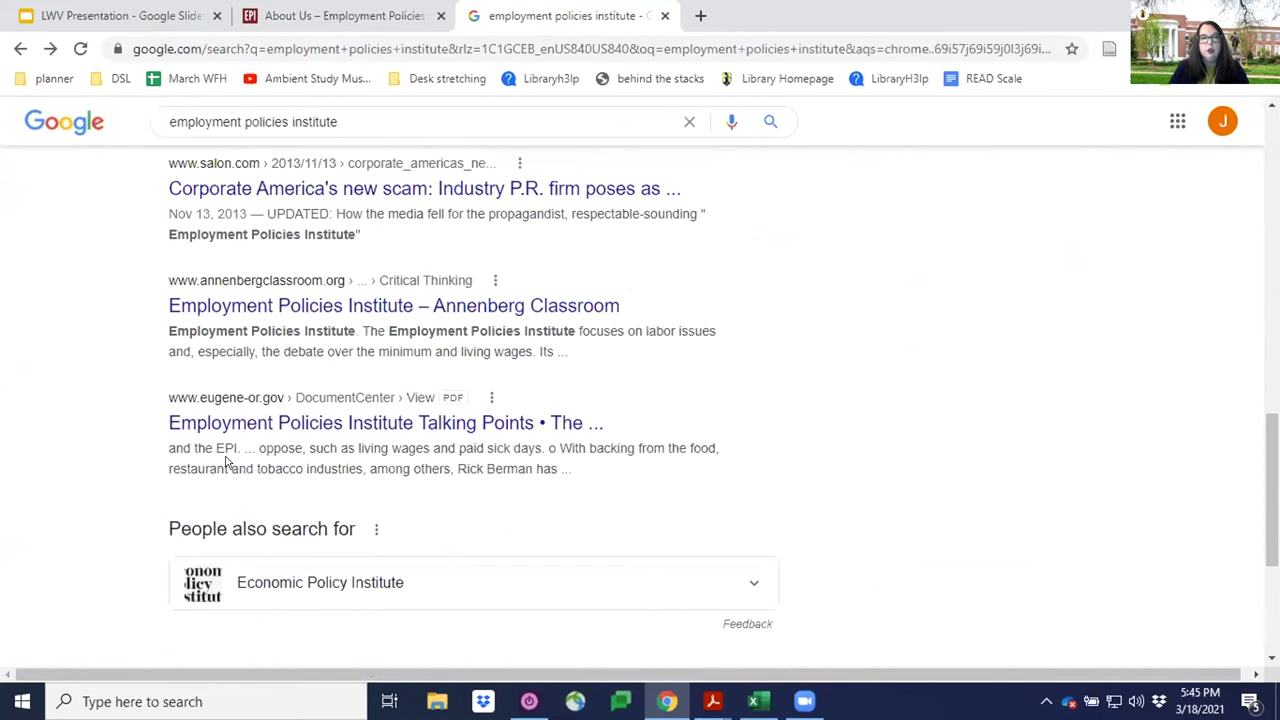 LWV Presentation - Google Slide
EPI About Us – Employment Policies
employment policies institute - G
google.com/search?q=employment+policies+institute&rlz=1C1GCEB_enUS840US840&oq=employment+policies+institute&aqs=chrome..69i57j69i59j0l3j69i...
planner
DSL
March WFH
Ambient Study Mus...
Desk stretching
LibraryH3lp
behind the stacks
Library Homepage
LibraryH3lp
READ Scale
Google
employment policies institute
J
www.salon.com › 2013/11/13 › corporate_americas_ne...
Corporate America's new scam: Industry P.R. firm poses as ...
Nov 13, 2013 — UPDATED: How the media fell for the propagandist, respectable-sounding "
Employment Policies Institute"
www.annenbergclassroom.org › ... › Critical Thinking
Employment Policies Institute – Annenberg Classroom
Employment Policies Institute. The Employment Policies Institute focuses on labor issues
and, especially, the debate over the minimum and living wages. Its ...
www.eugene-or.gov › DocumentCenter › View PDF
Employment Policies Institute Talking Points • The ...
and the EPI. ... oppose, such as living wages and paid sick days. o With backing from the food,
restaurant and tobacco industries, among others, Rick Berman has ...
People also search for
onom
licy
stitut
Economic Policy Institute
Feedback
Type here to search
5:45 PM
3/18/2021
5